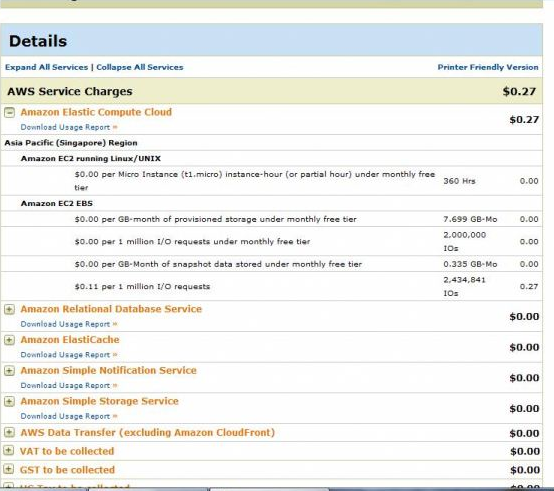 Details
Expand All Services | Collapse All Services Printer Friendly Version
AWS Service Charges $0.27
Amazon Elastic Compute Cloud $0.27
Download Usage Report »
Asia Pacific (Singapore) Region
Amazon EC2 running Linux/UNIX
$0.00 per Micro Instance (t1.micro) instance-hour (or partial hour) under monthly free
tier 360 Hrs 0.00
Amazon EC2 EBS
$0.00 per GB-month of provisioned storage under monthly free tier 7.699 GB-Mo 0.00
$0.00 per 1 million I/O requests under monthly free tier 2,000,000
IOs 0.00
$0.00 per GB-Month of snapshot data stored under monthly free tier 0.335 GB-Mo 0.00
$0.11 per 1 million I/O requests 2,434,841
IOs 0.27
Amazon Relational Database Service $0.00
Download Usage Report »
Amazon ElastiCache $0.00
Download Usage Report »
Amazon Simple Notification Service $0.00
Download Usage Report »
Amazon Simple Storage Service $0.00
Download Usage Report »
AWS Data Transfer (excluding Amazon CloudFront) $0.00
VAT to be collected $0.00
GST to be collected $0.00